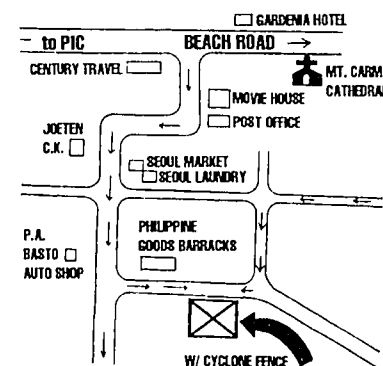 GARDENIA HOTEL
to PIC
BEACH ROAD
CENTURY TRAVEL
MT. CARM
CATHEDRA
MOVIE HOUSE
POST OFFICE
JOETEN
C.K.
SEOUL MARKET
SEOUL LAUNDRY
PHILIPPINE
GOODS BARRACKS
P.A.
BASTO
AUTO SHOP
W/ CYCLONE FENCE